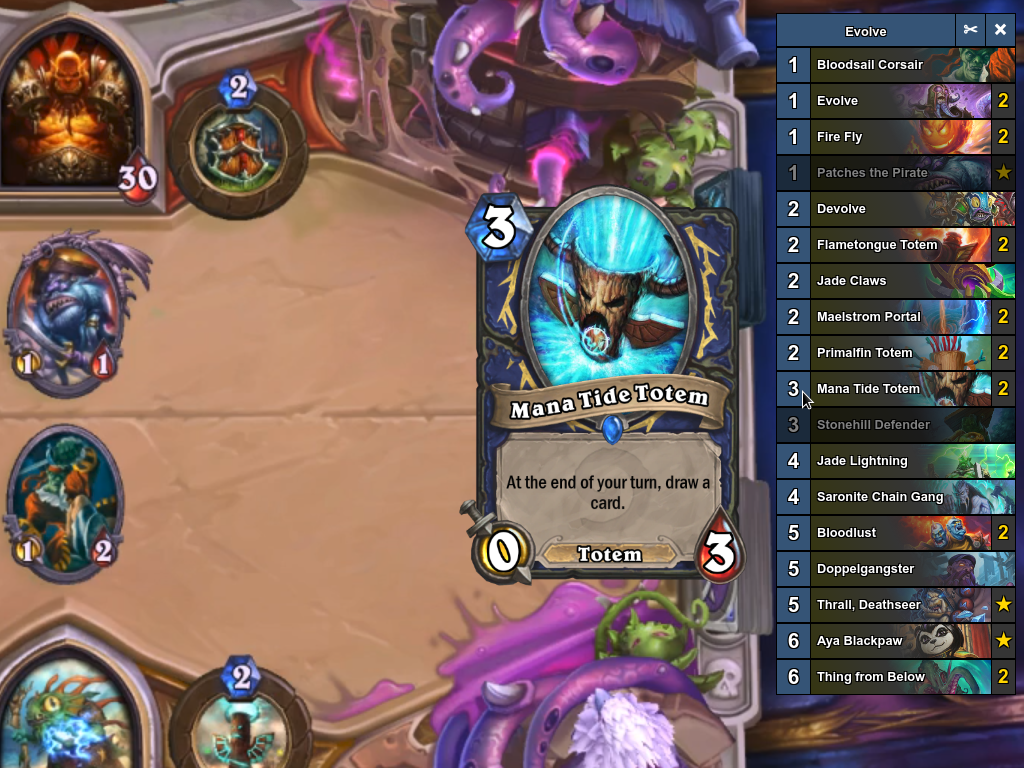 2
30
1
1
1
2
2
3
Mana Tide Totem
At the end of your turn, draw a
card.
0
Totem
3
Evolve
1 Bloodsail Corsair
1 Evolve 2
1 Fire Fly 2
1 Patches the Pirate
2 Devolve
2 Flametongue Totem 2
2 Jade Claws
2 Maelstrom Portal 2
2 Primalfin Totem 2
3 Mana Tide Totem 2
3 Stonehill Defender
4 Jade Lightning
4 Saronite Chain Gang
5 Bloodlust 2
5 Doppelgangster
5 Thrall, Deathseer
6 Aya Blackpaw
6 Thing from Below 2